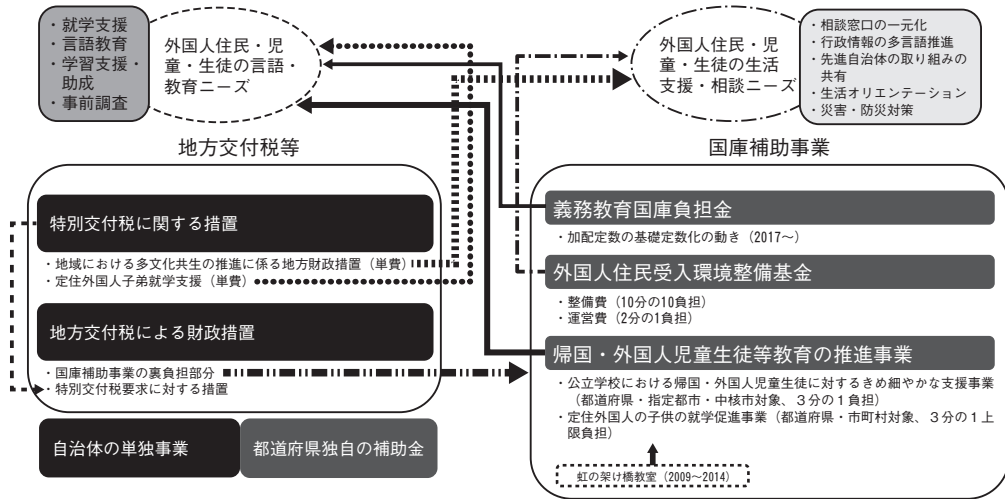 ・就学支援
・言語教育
・学習支援・
助成
・事前調査
外国人住民・児
童・生徒の言語・
教育ニーズ
外国人住民・児
童・生徒の生活
支援・相談ニーズ
・相談窓口の一元化
・行政情報の多言語推進
・先進自治体の取り組みの
共有
・生活オリエンテーション
・災害・防災対策
地方交付税等
特別交付税に関する措置
・地域における多文化共生の推進に係る地方財政措置（単費）
・定住外国人子弟就学支援（単費）
地方交付税による財政措置
・国庫補助事業の裏負担部分
・特別交付税要求に対する措置
自治体の単独事業
都道府県独自の補助金
国庫補助事業
義務教育国庫負担金
・加配定数の基礎定数化の動き（2017～）
外国人住民受入環境整備基金
・整備費（10分の10負担）
・運営費（2分の1負担）
帰国・外国人児童生徒等教育の推進事業
・公立学校における帰国・外国人児童生徒に対するきめ細やかな支援事業
（都道府県・指定都市・中核市対象、３分の１負担）
・定住外国人の子供の就学促進事業（都道府県・市町村対象、３分の１上
限負担）
虹の架け橋教室（2009～2014）